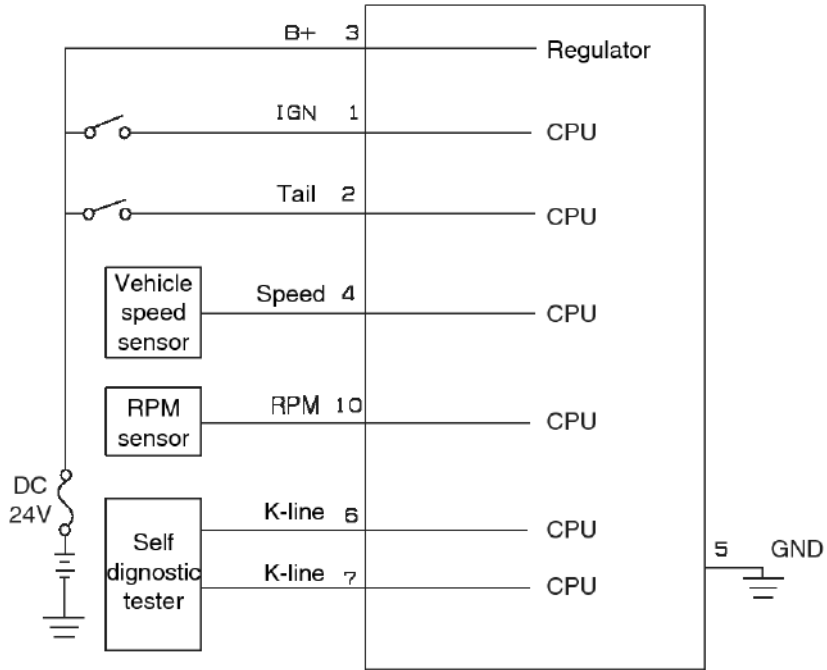 B+ 3
Regulator
IGN 1
CPU
Tail 2
CPU
Vehicle
speed
sensor
Speed 4
CPU
RPM
sensor
RPM 10
CPU
DC
24V
Self
dignostic
tester
K-line 6
CPU
K-line 7
CPU
5 GND